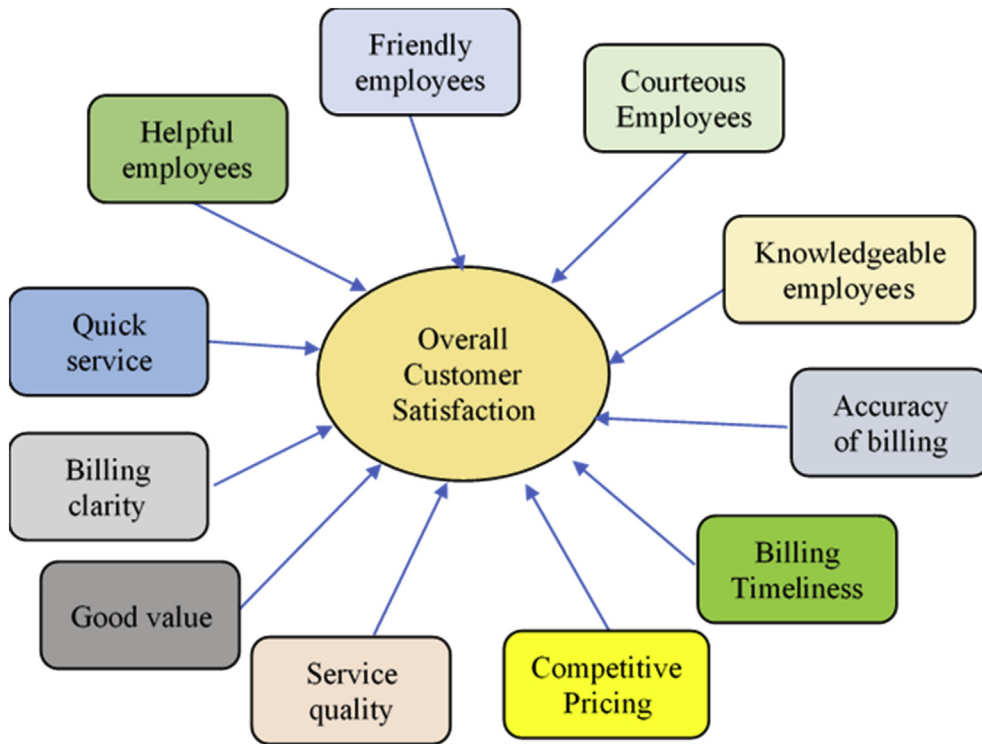 Friendly
employees
Courteous
Employees
Helpful
employees
Knowledgeable
employees
Quick
service
Overall
Customer
Satisfaction
Accuracy
of billing
Billing
clarity
Billing
Timeliness
Good value
Service
quality
Competitive
Pricing